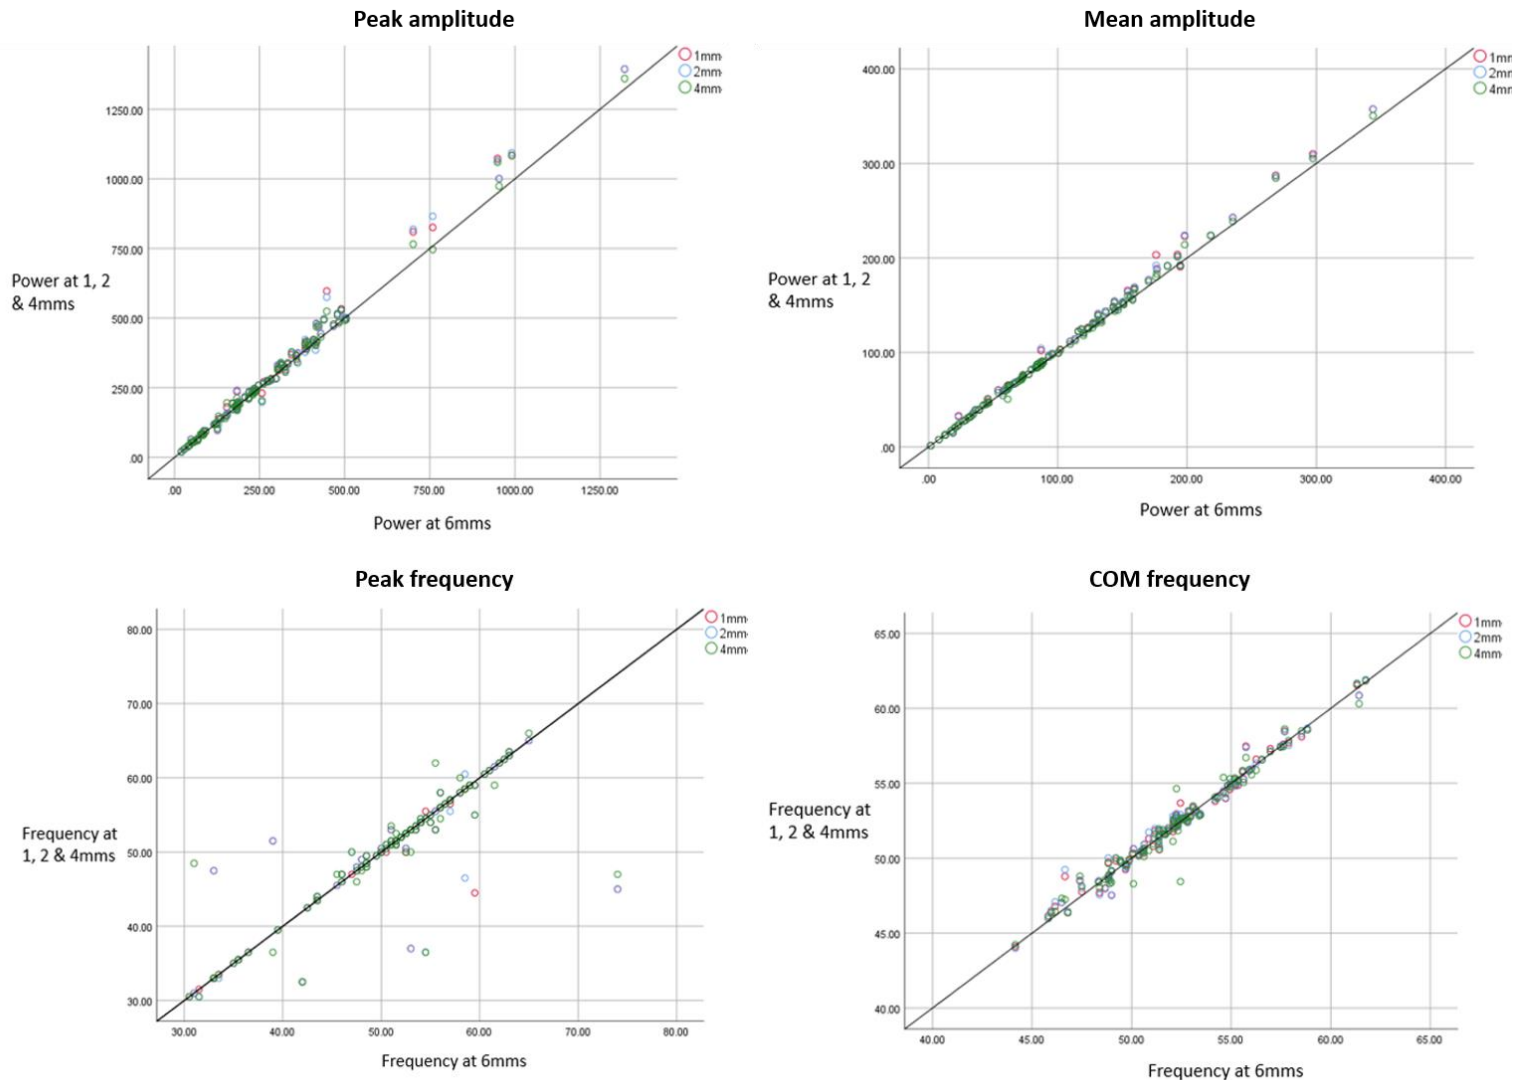 Peak amplitude
1mm
2mm
4mm
1250.00
1000.00
750.00
500.00
250.00
.00
Power at 1, 2
& 4mms
.00 250.00 500.00 750.00 1000.00 1250.00
Power at 6mms
Mean amplitude
1mm
2mm
4mm
400.00
300.00
200.00
100.00
.00
Power at 1, 2
& 4mms
.00 100.00 200.00 300.00 400.00
Power at 6mms
Peak frequency
1mm
2mm
4mm
80.00
70.00
60.00
50.00
40.00
30.00
Frequency at
1, 2 & 4mms
30.00 40.00 50.00 60.00 70.00 80.00
Frequency at 6mms
COM frequency
1mm
2mm
4mm
65.00
60.00
55.00
50.00
45.00
40.00
Frequency at
1, 2 & 4mms
40.00 45.00 50.00 55.00 60.00 65.00
Frequency at 6mms